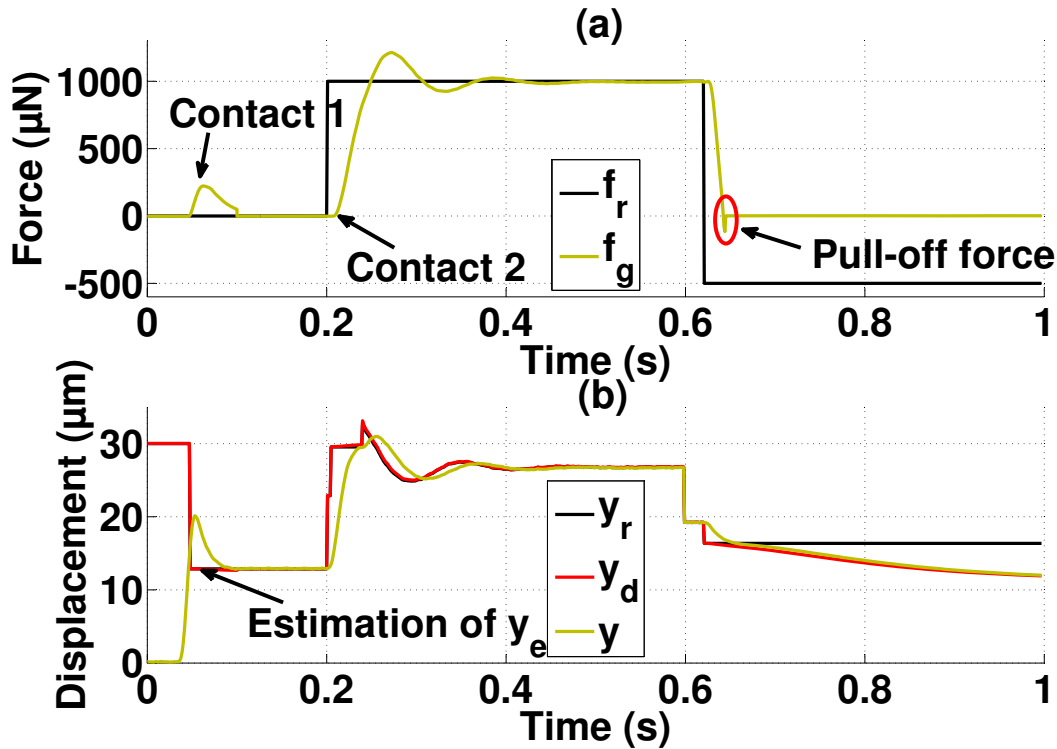 (a)
Force (µN)
1000
500
0
-500
Contact 1
Contact 2
f_r
f_g
Pull-off force
0
0.2
0.4
0.6
0.8
1
Time (s)
(b)
Displacement (µm)
30
20
10
0
Estimation of y_e
y_r
y_d
y
0
0.2
0.4
0.6
0.8
1
Time (s)